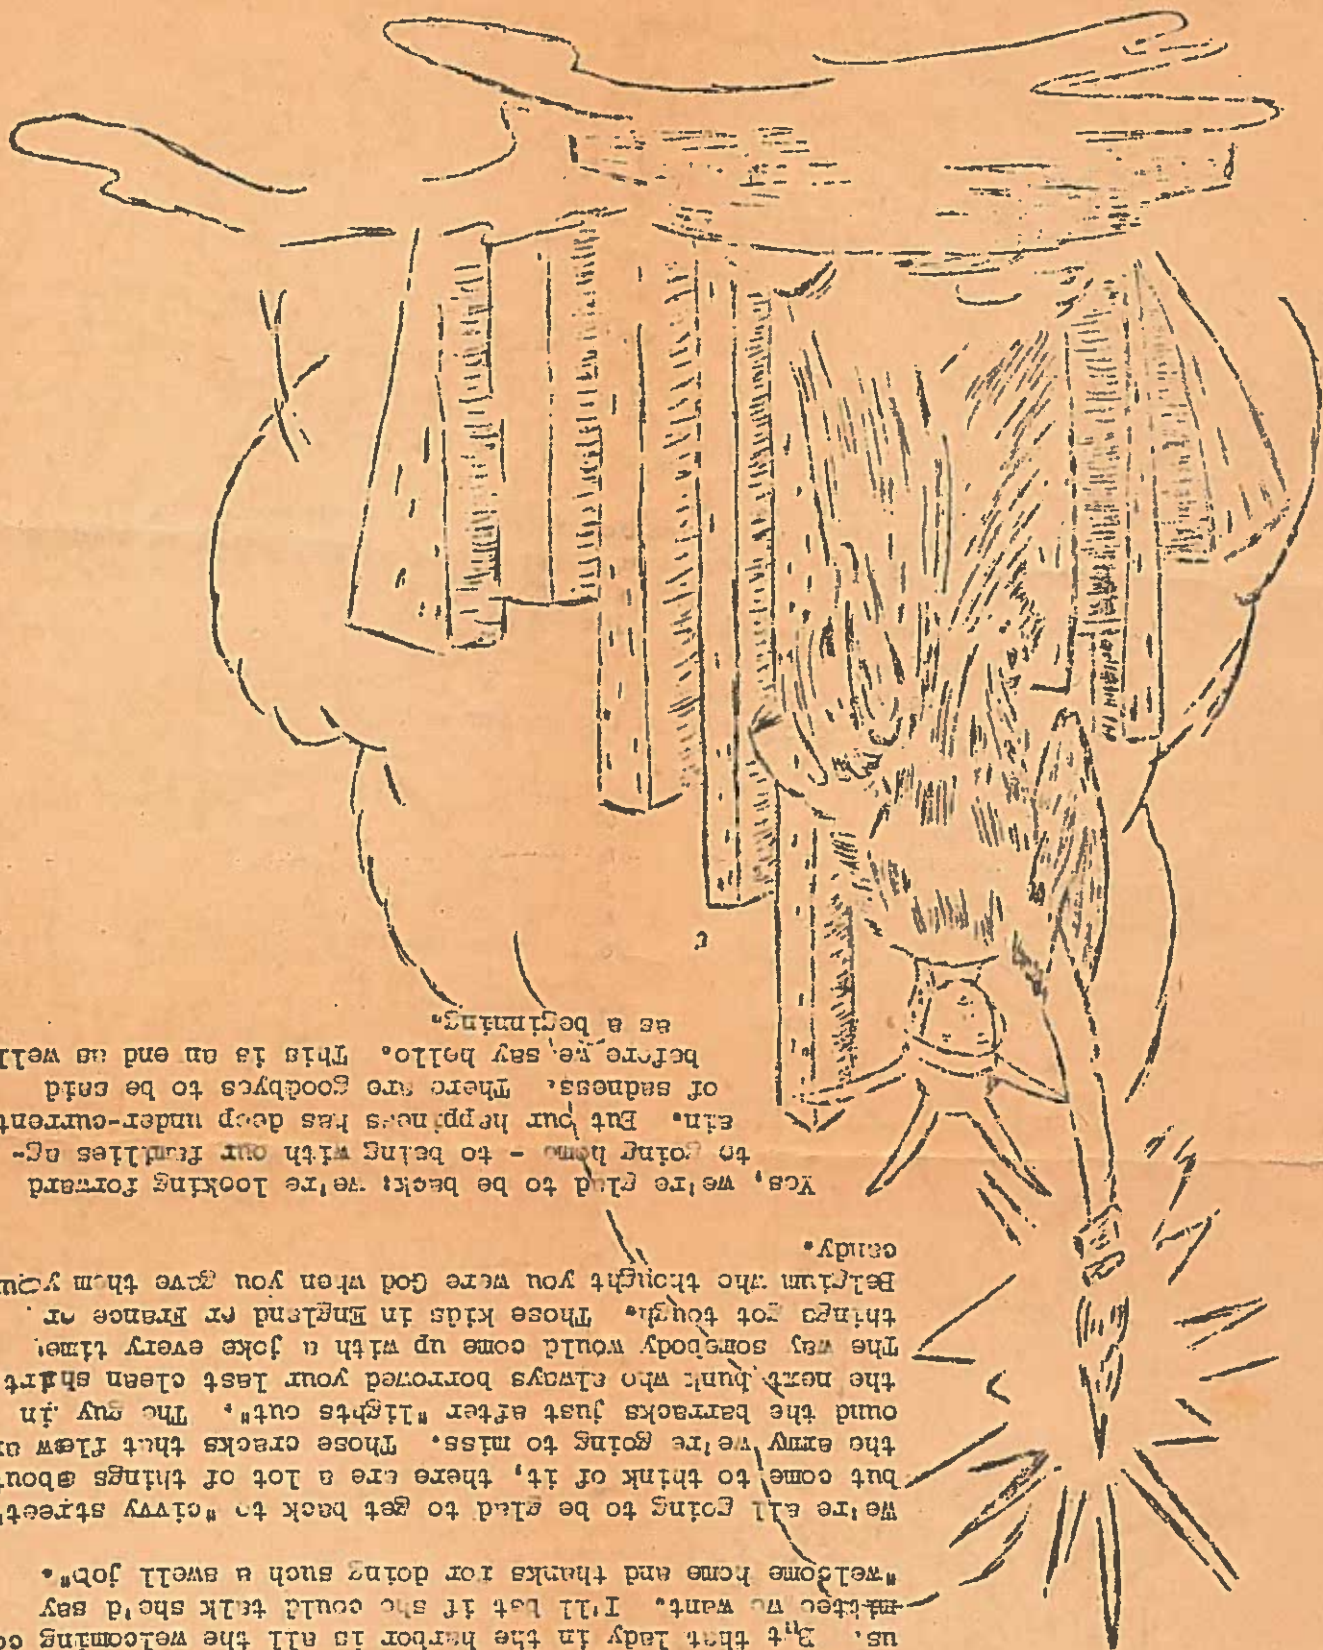 us. But that lady in the harbor is all the welcoming co
mittee we want. I'll bet if she could talk she'd say
"welcome home and thanks for doing such a swell job".
We're all going to be glad to get back to "civvy street"
but come to think of it, there are a lot of things about
the army we're going to miss. Those cracks that flew ar
ound the barracks just after "lights out". The guy in
the next bunk who always borrowed your last clean shirt
The way somebody would come up with a joke every time
things got tough. Those kids in England or France or
Belgium who thought you were God when you gave them your
candy.
Yes, we're glad to be back; we're looking forward
to going home - to being with our families ag-
ain. But our happiness has deep under-current
of sadness. There are goodbyes to be said
before we say hello. This is an end as well
as a beginning.